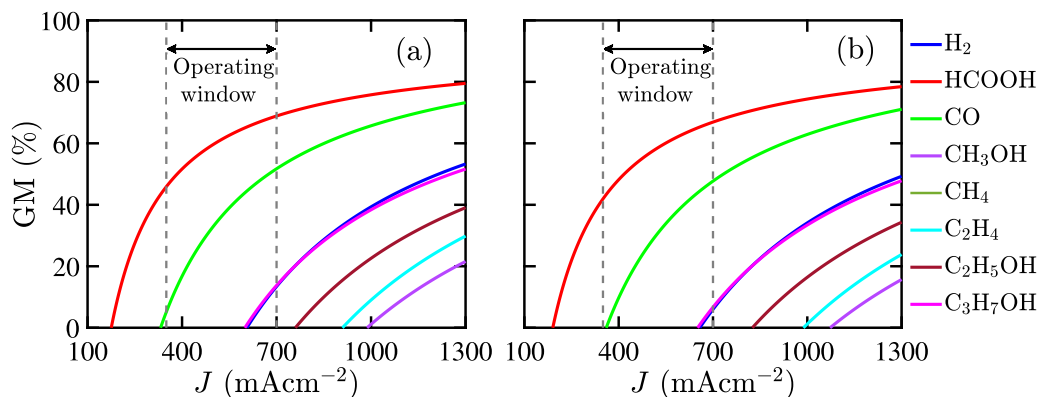 100
80
60
40
20
0
GM (%)
(a)
Operating
window
100 400 700 1000 1300
J (mAcm⁻²)
(b)
Operating
window
100 400 700 1000 1300
J (mAcm⁻²)
H₂
HCOOH
CO
CH₃OH
CH₄
C₂H₄
C₂H₅OH
C₃H₇OH